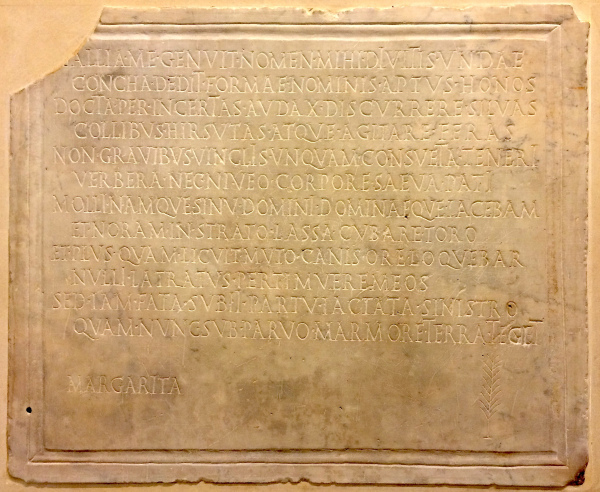 ALLIA·ME·GENVIT·NOMEN·MIHI·DIVITIS·VNDAE
CONCHA·DEDIT·FORMAE·NOMINIS·APTVS·HONOS
DOCTA·PER·INCERTAS·AVDAX·DISCVRRERE·SILVAS
COLLIBVS·HIRSVTAS·ATQVE·AGITARE·FERAS
NON·GRAVIBVS·VINCLIS·VNQVAM·CONSVETA·TENERI
VERBERA·NEC·NIVEO·CORPORE·SAEVA·PATI
MOLLI·NAMQVE·SINV·DOMINI·DOMINAEQVE·IACEBAM
ET·NORAM·IN·STRATO·LASSA·CVBARE·TORO
ET·PLVS·QVAM·LICVIT·MVTO·CANIS·ORE·LOQVEBAR
NVLLI·LATRATVS·PERTIMVERE·MEOS
SED·IAM·FATA·SVBII·PARTV·IACTATA·SINISTRO
QVAM·NVNC·SVB·PARVO·MARMORE·TERRA·TEGIT
MARGARITA